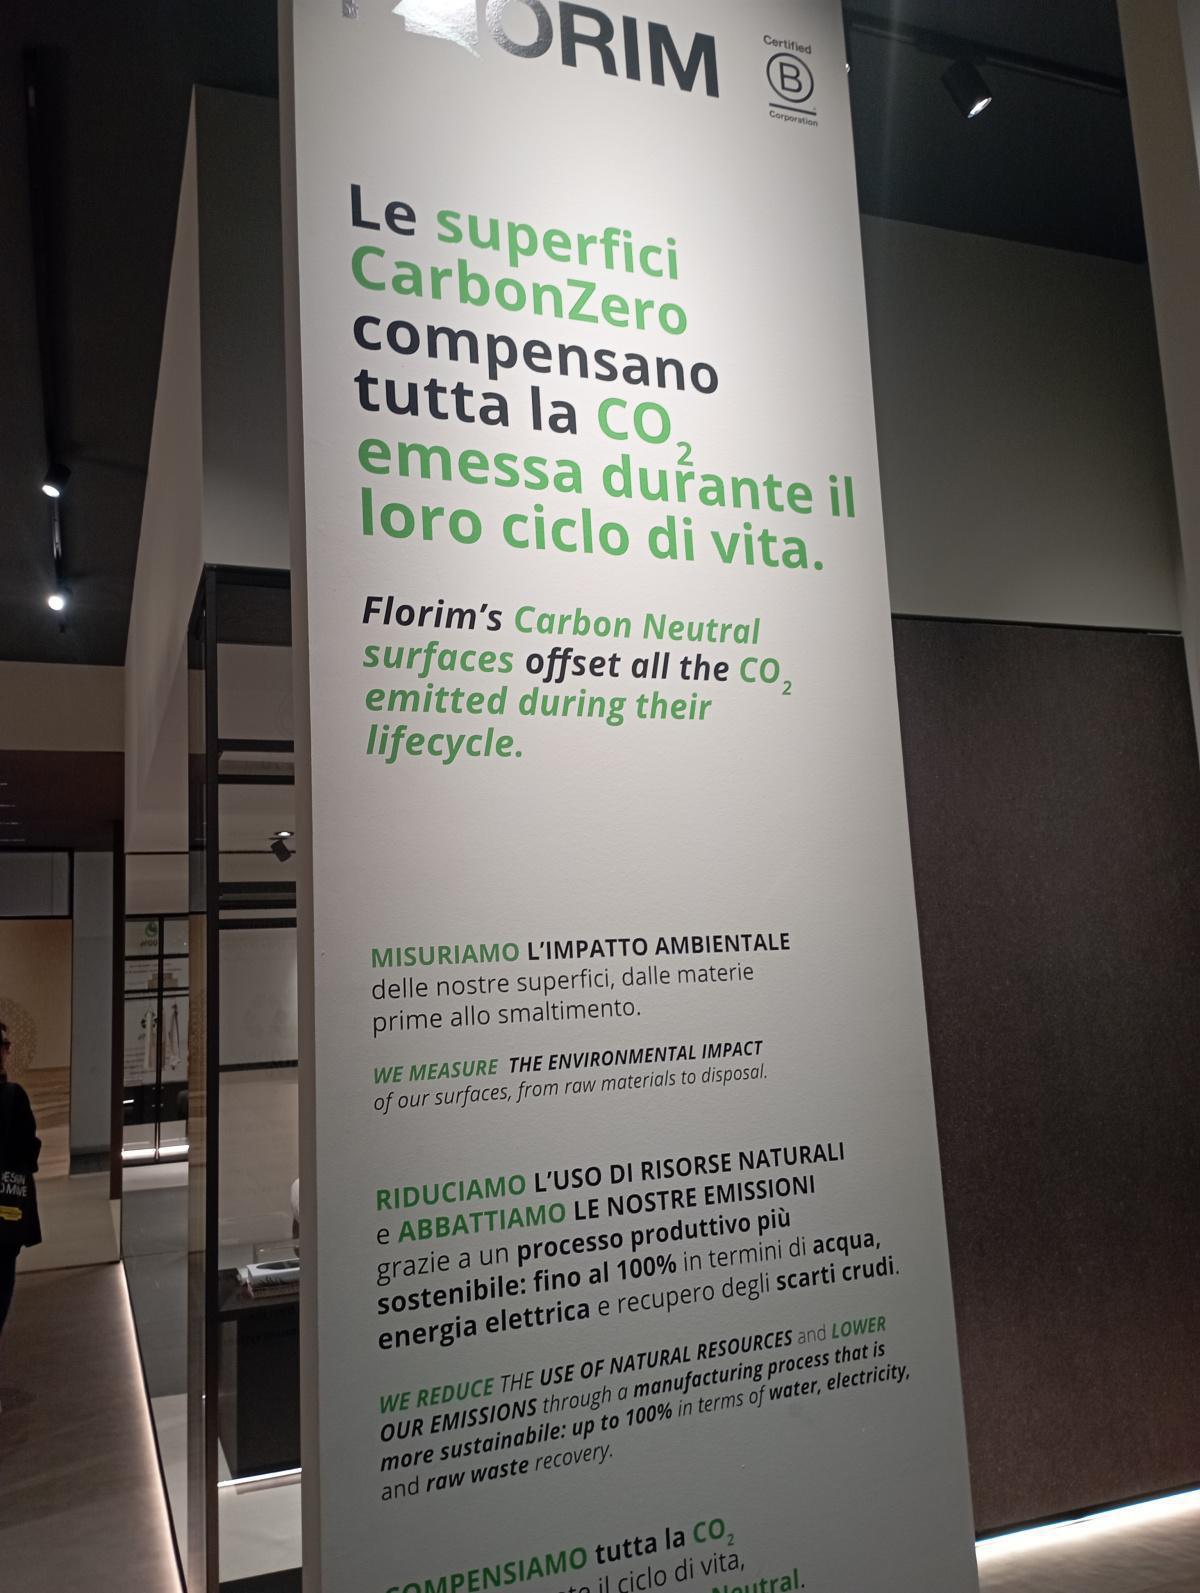 FLORIM
Certified
B
Corporation
Le superfici
CarbonZero
compensano
tutta la CO₂
emessa durante il
loro ciclo di vita.
Florim's Carbon Neutral
surfaces offset all the CO₂
emitted during their
lifecycle.
MISURIAMO L'IMPATTO AMBIENTALE
delle nostre superfici, dalle materie
prime allo smaltimento.
WE MEASURE THE ENVIRONMENTAL IMPACT
of our surfaces, from raw materials to disposal.
RIDUCIAMO L'USO DI RISORSE NATURALI
e ABBATTIAMO LE NOSTRE EMISSIONI
grazie a un processo produttivo più
sostenibile: fino al 100% in termini di acqua,
energia elettrica e recupero degli scarti crudi.
WE REDUCE THE USE OF NATURAL RESOURCES and LOWER
OUR EMISSIONS through a manufacturing process that is
more sustainabile: up to 100% in terms of water, electricity,
and raw waste recovery.
COMPENSIAMO tutta la CO₂
il ciclo di vita,
Neutral.